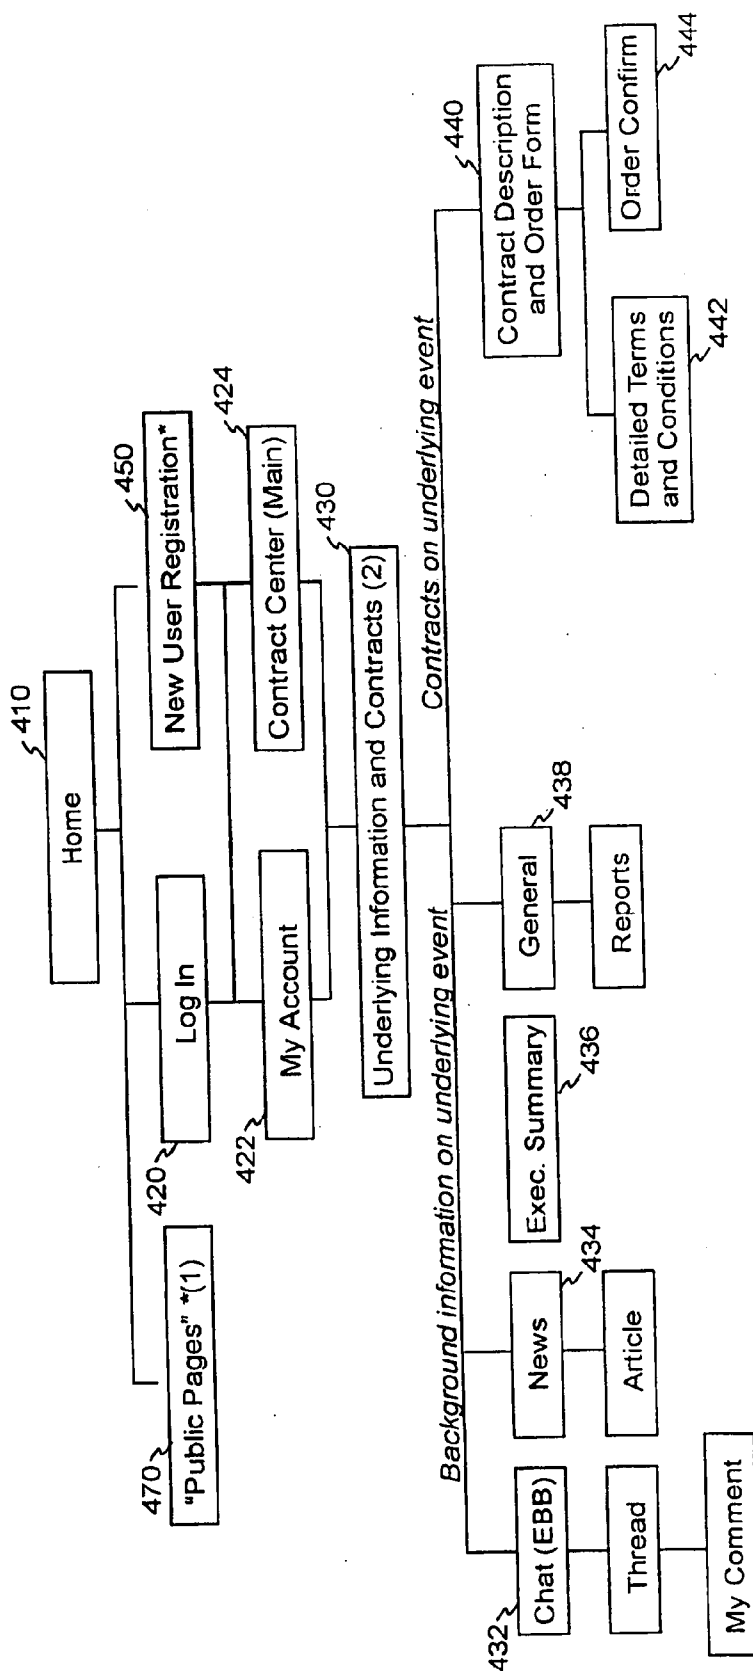 Home
410
"Public Pages" *(1)
470
Log In
420
New User Registration*
450
My Account
422
Contract Center (Main)
424
Underlying Information and Contracts (2)
430
Background information on underlying event
Contracts on underlying event
Chat (EBB)
432
News
434
Exec. Summary
436
General
438
Contract Description
and Order Form
440
Thread
Article
Reports
Detailed Terms
and Conditions
442
Order Confirm
444
My Comment